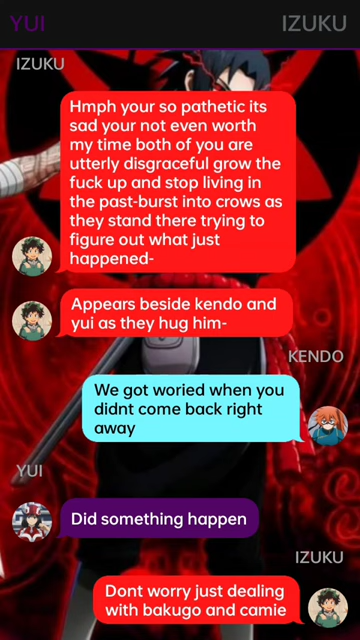 YUI IZUKU
IZUKU
Hmph your so pathetic its
sad your not even worth
my time both of you are
utterly disgraceful grow the
fuck up and stop living in
the past-burst into crows as
they stand there trying to
figure out what just
happened-
Appears beside kendo and
yui as they hug him-
KENDO
We got woried when you
didnt come back right
away
YUI
Did something happen
IZUKU
Dont worry just dealing
with bakugo and camie